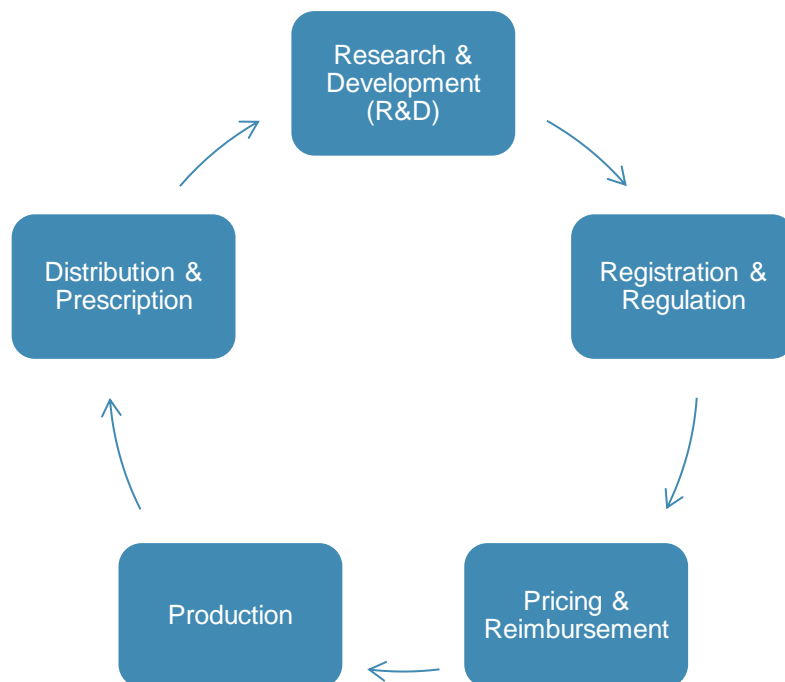 Research &
Development
(R&D)
Registration &
Regulation
Pricing &
Reimbursement
Production
Distribution &
Prescription